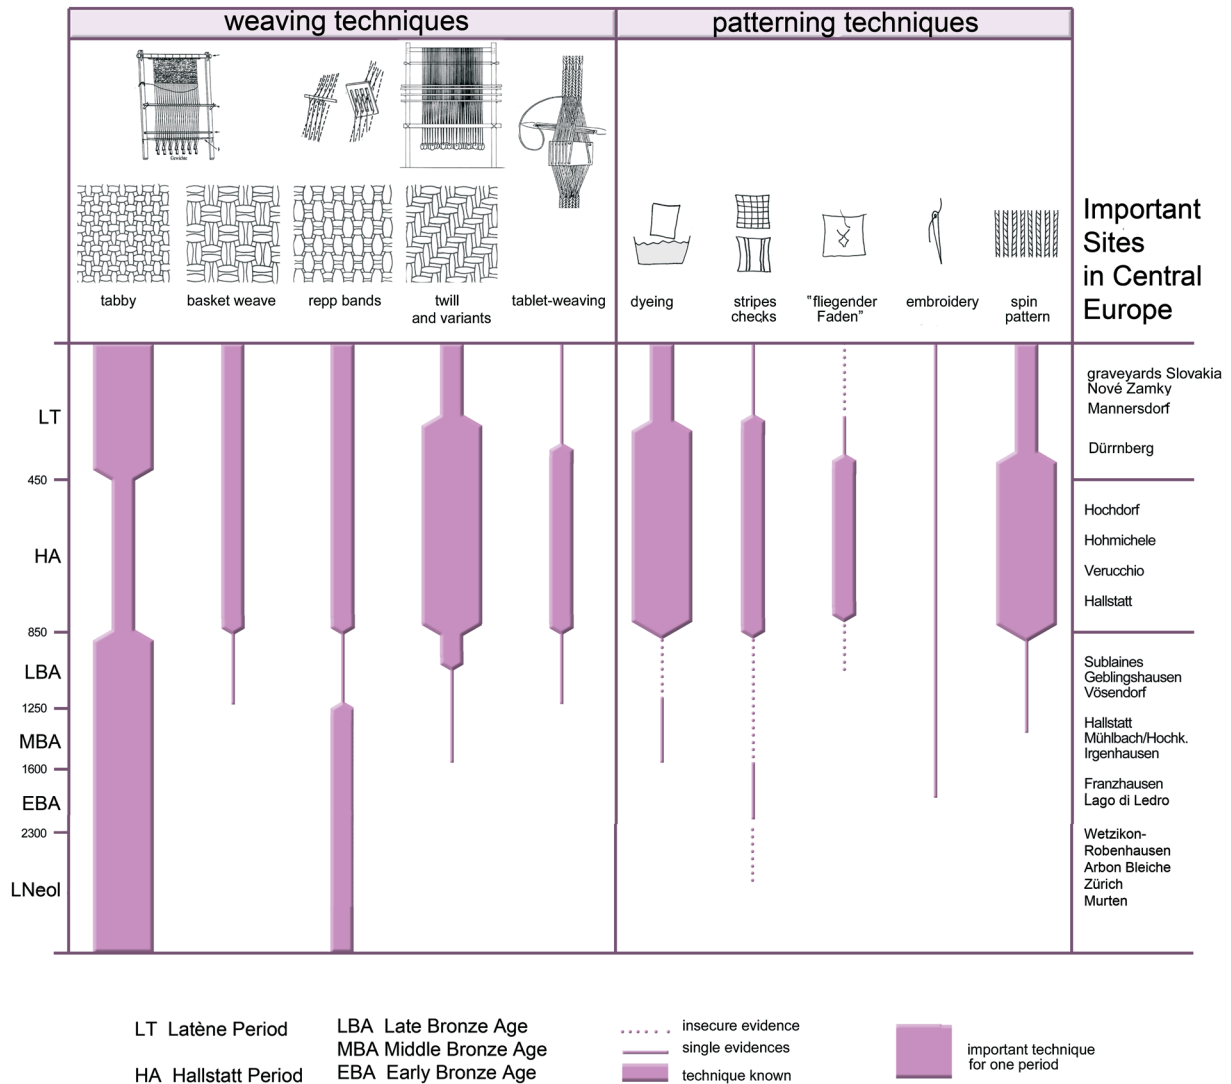 weaving techniques
patterning techniques
tabby
basket weave
repp bands
twill
and variants
tablet-weaving
dyeing
stripes
checks
"fliegender
Faden"
embroidery
spin
pattern
Important
Sites
in Central
Europe
LT
450
HA
850
LBA
1250
MBA
1600
EBA
2300
LNeol
graveyards Slovakia
Nové Zamky
Mannersdorf
Dürrnberg
Hochdorf
Hohmichele
Verucchio
Hallstatt
Sublaines
Geblingshausen
Vösendorf
Hallstatt
Mühlbach/Hochk.
Irgenhausen
Franzhausen
Lago di Ledro
Wetzikon-
Robenhausen
Arbon Bleiche
Zürich
Murten
LT Latène Period
HA Hallstatt Period
LBA Late Bronze Age
MBA Middle Bronze Age
EBA Early Bronze Age
insecure evidence
single evidences
technique known
important technique
for one period